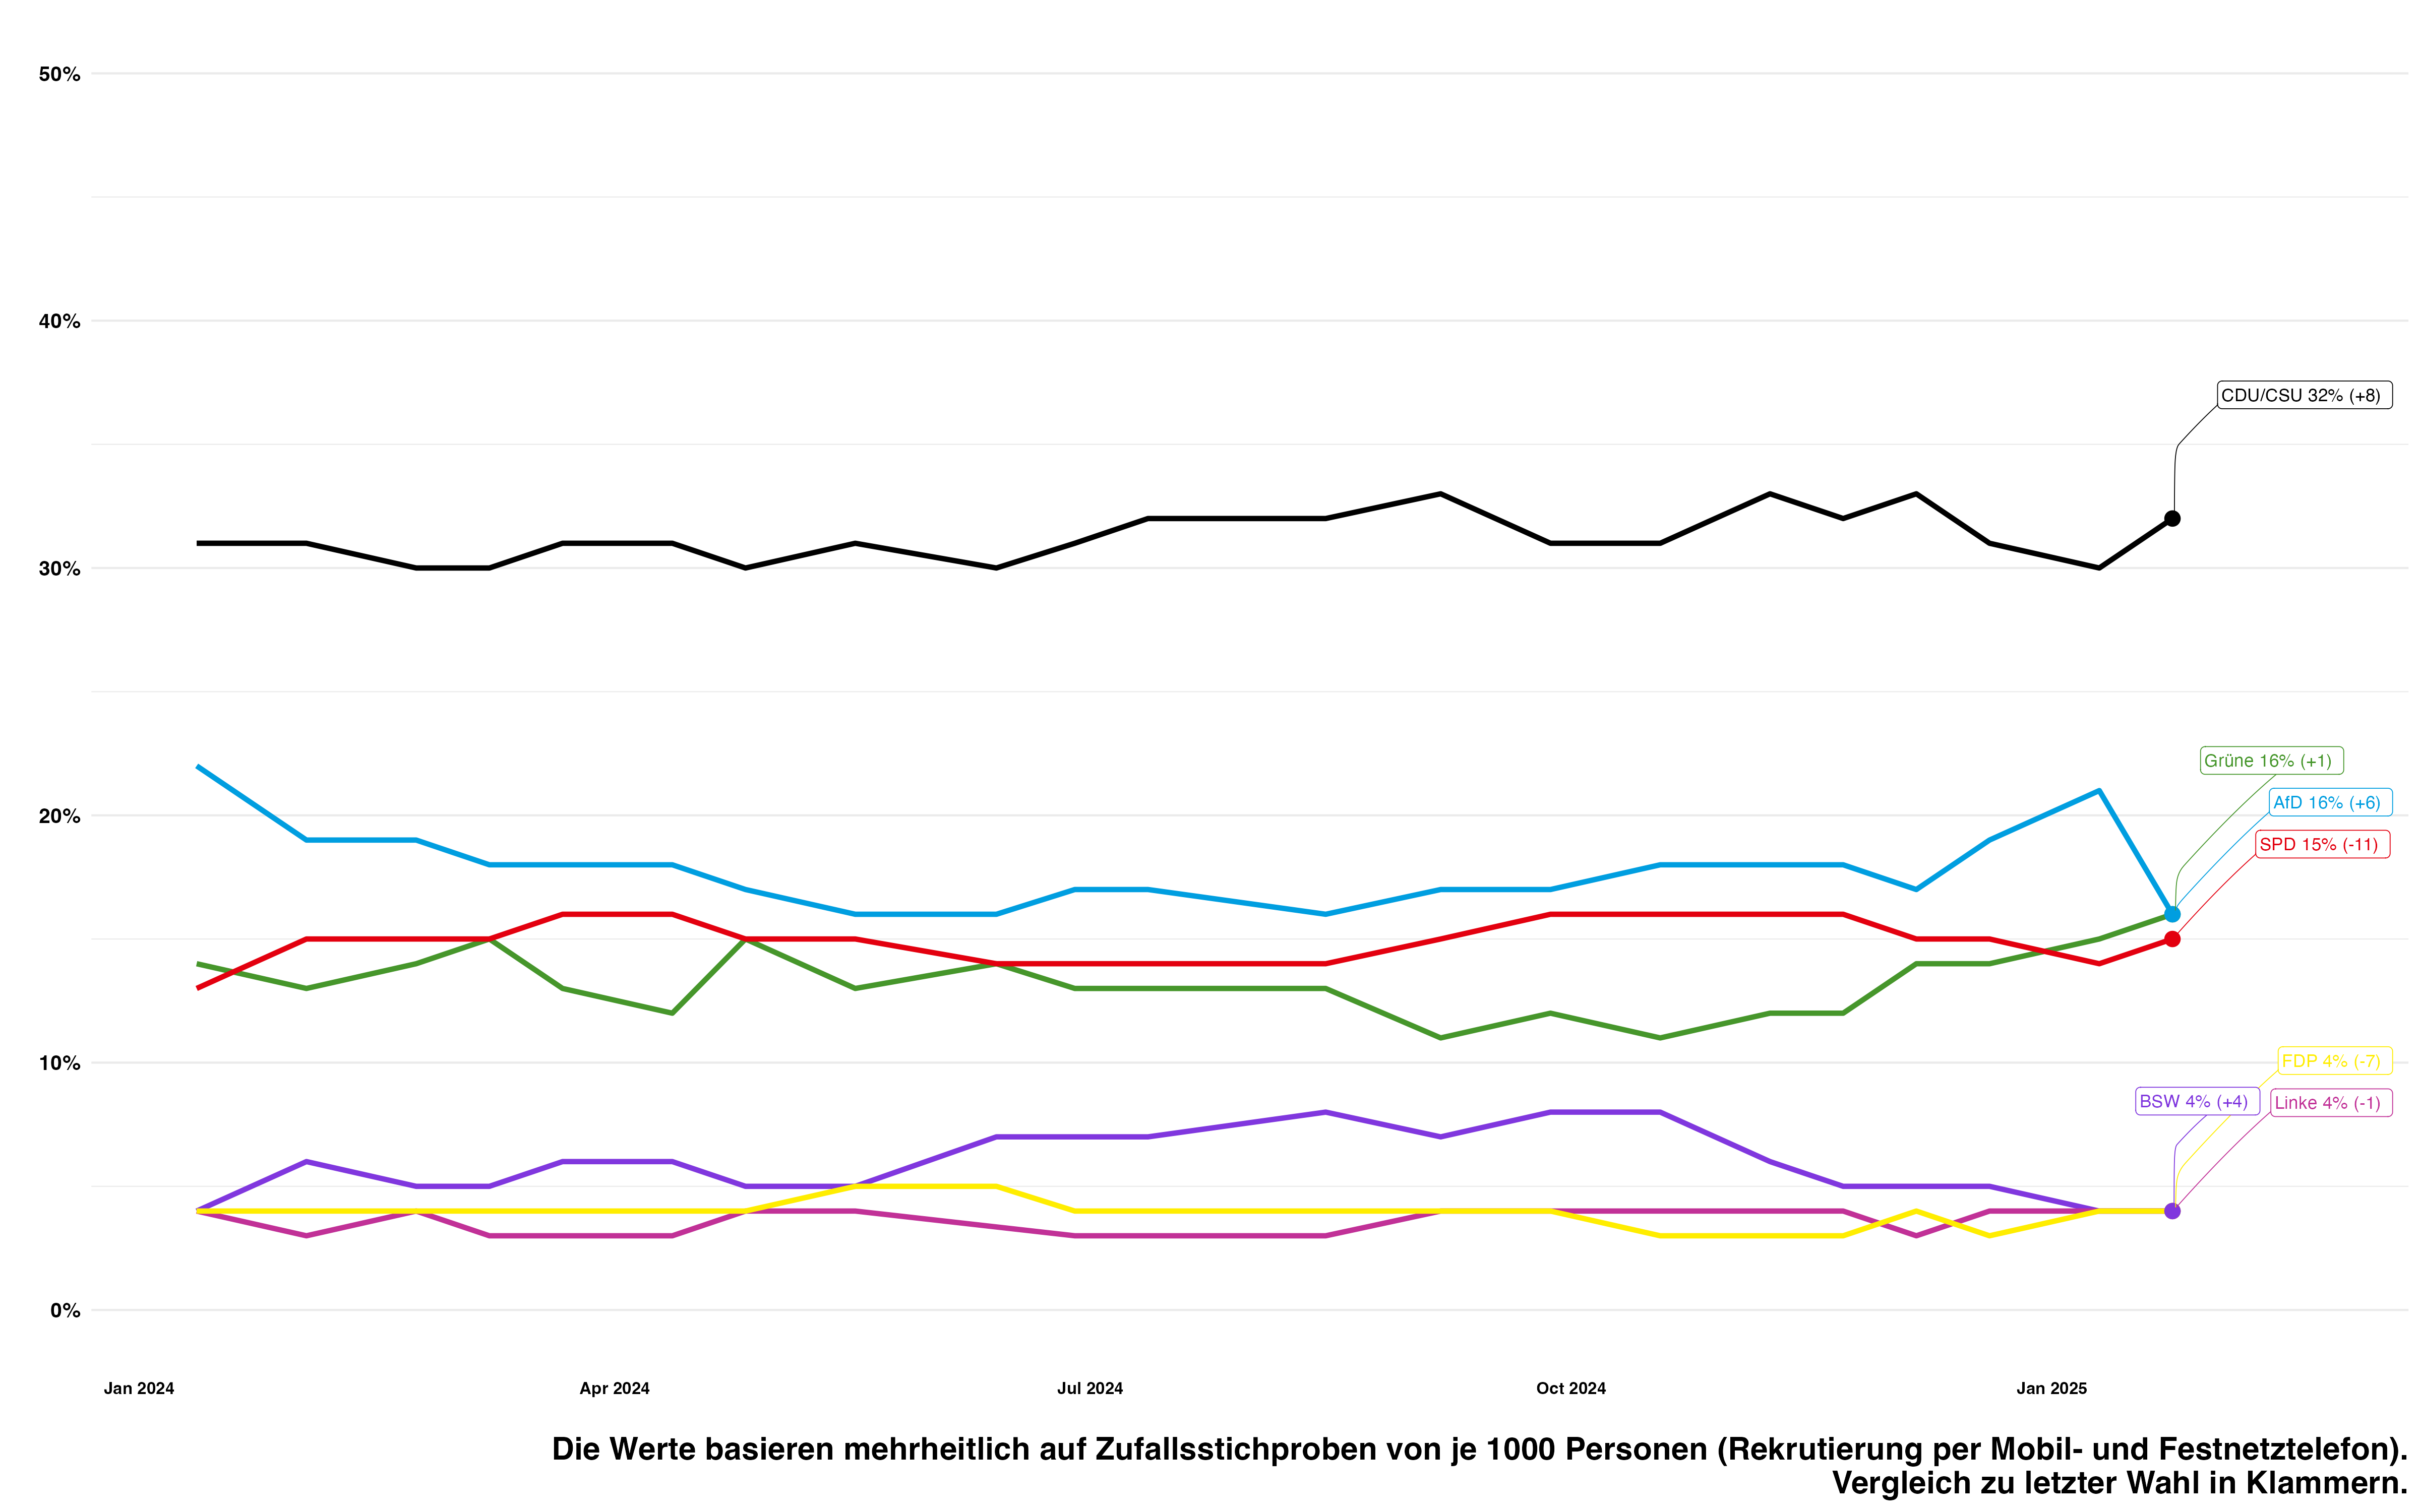 50%
40%
CDU/CSU 32% (+8)
30%
Grüne 16% (+1)
AfD 16% (+6)
20%
SPD 15% (-11)
10%
FDP 4% (-7)
BSW 4% (+4)
Linke 4% (-1)
0%
Jan 2024
Apr 2024
Jul 2024
Oct 2024
Jan 2025
Die Werte basieren mehrheitlich auf Zufallsstichproben von je 1000 Personen (Rekrutierung per Mobil- und Festnetztelefon).
Vergleich zu letzter Wahl in Klammern.